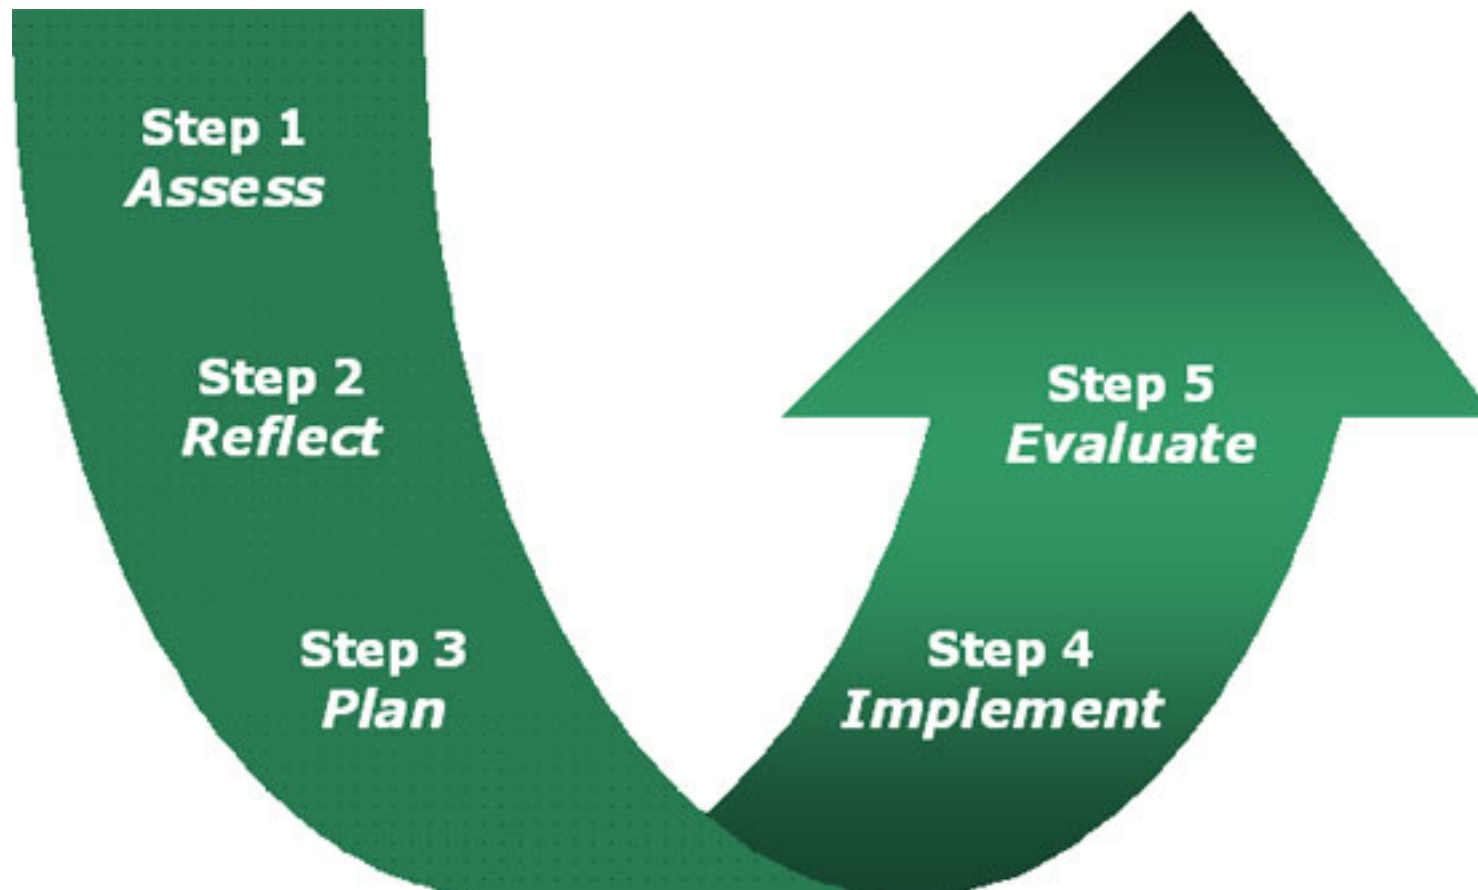 Step 1
Assess
Step 2
Reflect
Step 3
Plan
Step 4
Implement
Step 5
Evaluate